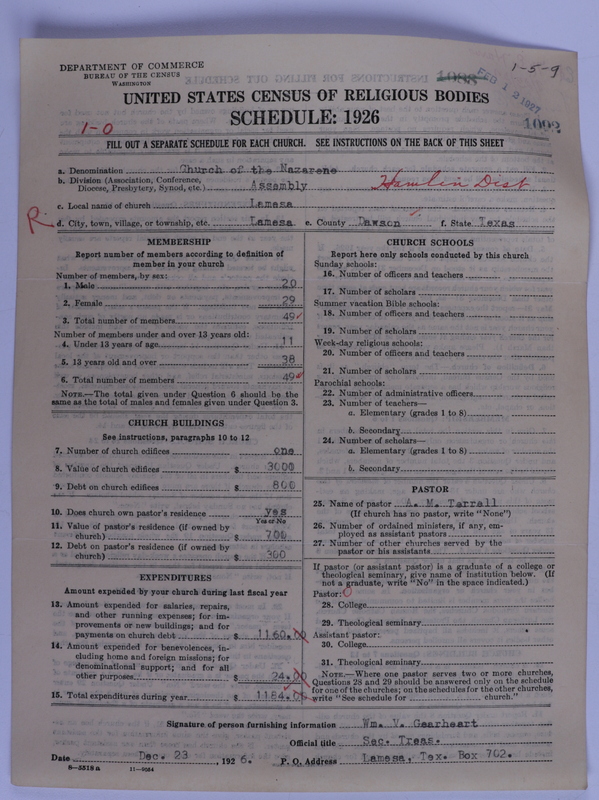 DEPARTMENT OF COMMERCE
BUREAU OF THE CENSUS
WASHINGTON
1-5-9
FEB 12 1927
1092
UNITED STATES CENSUS OF RELIGIOUS BODIES
SCHEDULE: 1926
1-0
FILL OUT A SEPARATE SCHEDULE FOR EACH CHURCH. SEE INSTRUCTIONS ON THE BACK OF THIS SHEET
a. Denomination Church of the Nazarene
b. Division (Association, Conference, Diocese, Presbytery, Synod, etc.) Assembly Hamlin Dist
c. Local name of church Lamesa
R. d. City, town, village, or township, etc. Lamesa e. County Dawson f. State Texas
MEMBERSHIP
Report number of members according to definition of
member in your church
Number of members, by sex:
1. Male 20
2. Female 29
3. Total number of members 49
Number of members under and over 13 years old:
4. Under 13 years of age 11
5. 13 years old and over 38
6. Total number of members 49
NOTE.—The total given under Question 6 should be
same as the total of males and females given under Question 3.
CHURCH BUILDINGS
See instructions, paragraphs 10 to 12
7. Number of church edifices one
8. Value of church edifices $ 3000
9. Debt on church edifices $ 800
10. Does church own pastor's residence yes
Yes or No
11. Value of pastor's residence (if owned by
church) $ 700
12. Debt on pastor's residence (if owned by
church) $ 300
EXPENDITURES
Amount expended by your church during last fiscal year
13. Amount expended for salaries, repairs,
and other running expenses; for im-
provements or new buildings; and for
payments on church debt $ 1160.00
14. Amount expended for benevolences, in-
cluding home and foreign missions; for
denominational support; and for all
other purposes $ 24.00
15. Total expenditures during year $ 1184.00
CHURCH SCHOOLS
Report here only schools conducted by this church
Sunday schools:
16. Number of officers and teachers
17. Number of scholars
Summer vacation Bible schools:
18. Number of officers and teachers
19. Number of scholars
Week-day religious schools:
20. Number of officers and teachers
21. Number of scholars
Parochial schools:
22. Number of administrative officers
23. Number of teachers—
a. Elementary (grades 1 to 8)
b. Secondary
24. Number of scholars—
a. Elementary (grades 1 to 8)
b. Secondary
PASTOR
25. Name of pastor A. M. Terrell
(If church has no pastor, write "None")
26. Number of ordained ministers, if any, em-
ployed as assistant pastors
27. Number of other churches served by the
pastor or his assistants
If pastor (or assistant pastor) is a graduate of a college or
theological seminary, give name of institution below. (If
not a graduate, write "No" in the space indicated.)
Pastor: 0
28. College
29. Theological seminary
Assistant pastor:
30. College
31. Theological seminary
NOTE.—Where one pastor serves two or more churches,
Questions 28 and 29 should be answered only on the schedule
for one of the churches; on the schedules for the other churches,
write "See schedule for church."
Signature of person furnishing information Wm. V. Gearheart
Official title Sec. Treas.
Date Dec. 23, 1926. P. O. Address Lamesa, Tex. Box 702.
8—5518a 11—9084